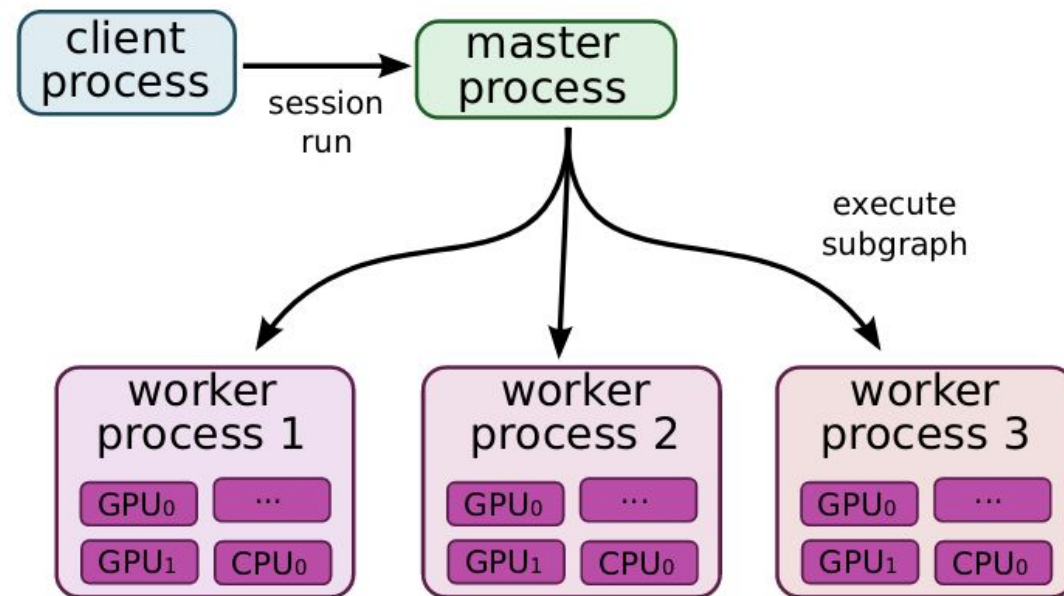 client
process
session
run
master
process
execute
subgraph
worker
process 1
GPU₀ ...
GPU₁ CPU₀
worker
process 2
GPU₀ ...
GPU₁ CPU₀
worker
process 3
GPU₀ ...
GPU₁ CPU₀